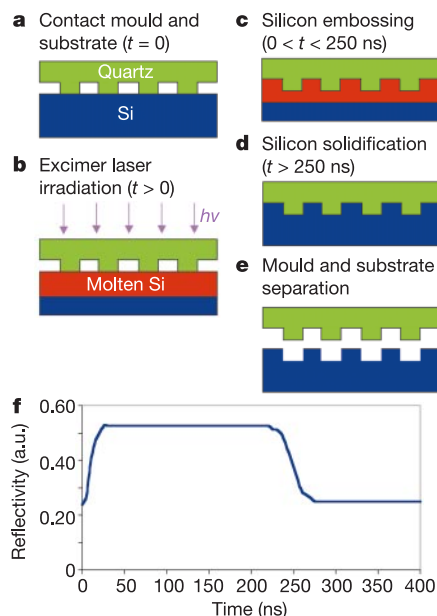 a Contact mould and
substrate (t = 0)
Quartz
Si
b Excimer laser
irradiation (t > 0)
hv
Molten Si
c Silicon embossing
(0 < t < 250 ns)
d Silicon solidification
(t > 250 ns)
e Mould and substrate
separation
f
0.60
0.40
0.20
0
Reflectivity (a.u.)
0 50 100 150 200 250 300 350 400
Time (ns)